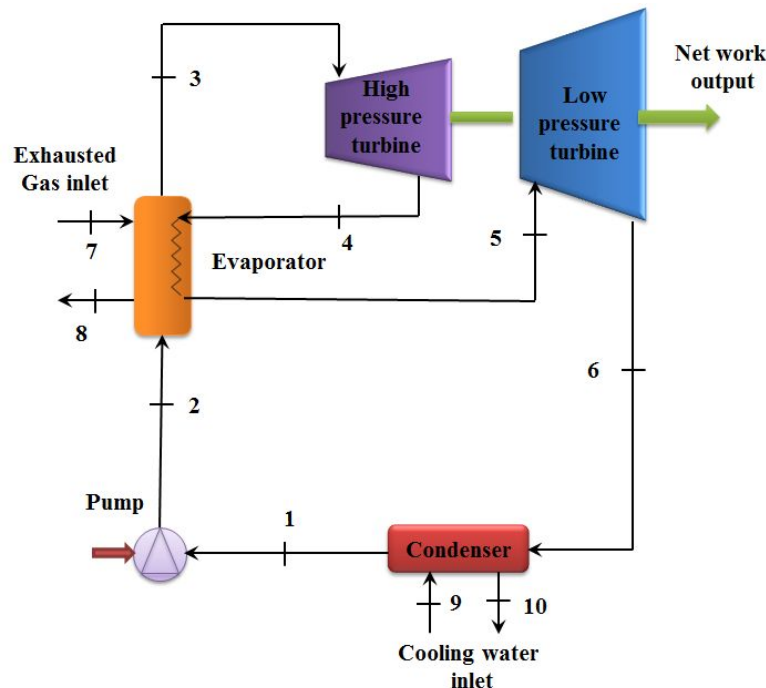 3
High
pressure
turbine
Low
pressure
turbine
Net work
output
Exhausted
Gas inlet
7
4
5
Evaporator
8
6
2
Pump
1
Condenser
9
10
Cooling water
inlet